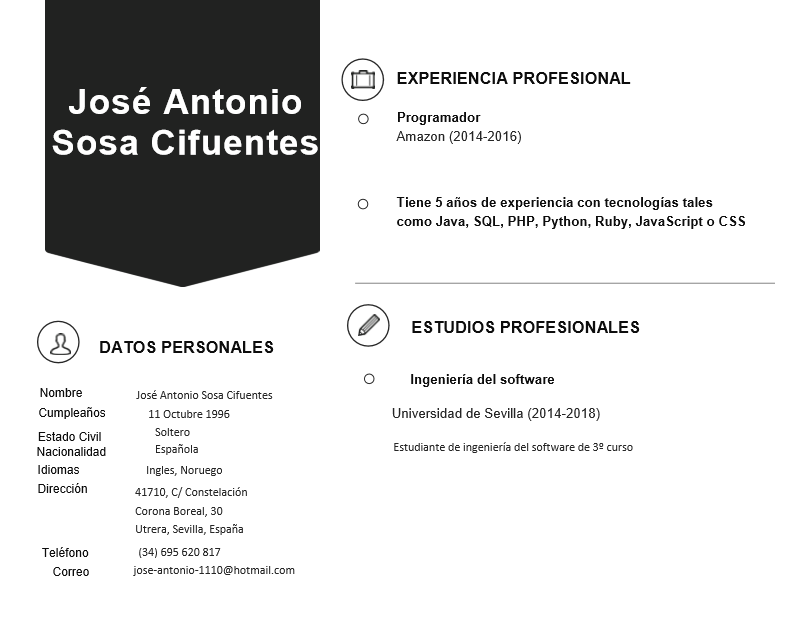 José Antonio
Sosa Cifuentes
DATOS PERSONALES
Nombre José Antonio Sosa Cifuentes
Cumpleaños 11 Octubre 1996
Estado Civil Soltero
Nacionalidad Española
Idiomas Ingles, Noruego
Dirección 41710, C/ Constelación
Corona Boreal, 30
Utrera, Sevilla, España
Teléfono (34) 695 620 817
Correo jose-antonio-1110@hotmail.com
EXPERIENCIA PROFESIONAL
Programador
Amazon (2014-2016)
Tiene 5 años de experiencia con tecnologías tales
como Java, SQL, PHP, Python, Ruby, JavaScript o CSS
ESTUDIOS PROFESIONALES
Ingeniería del software
Universidad de Sevilla (2014-2018)
Estudiante de ingeniería del software de 3º curso